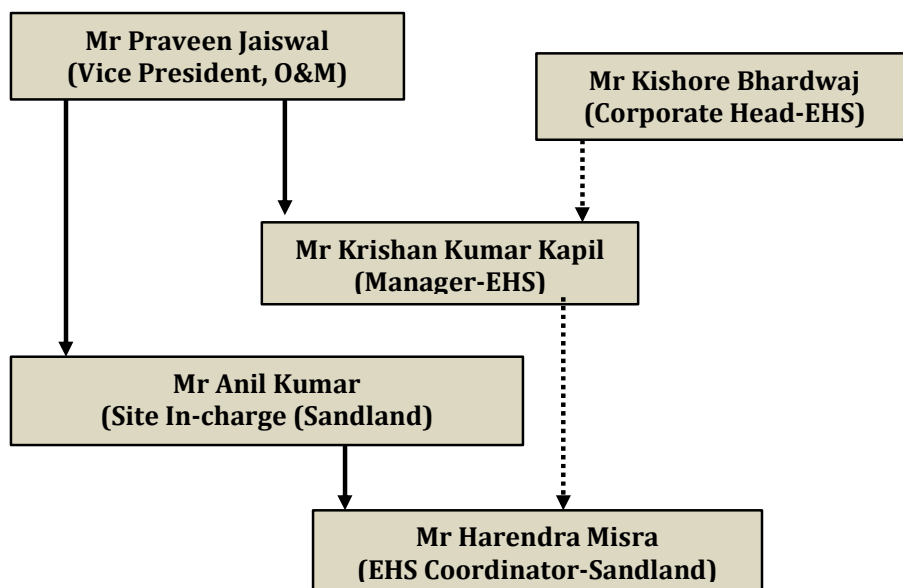 Mr Praveen Jaiswal
(Vice President, O&M)
Mr Kishore Bhardwaj
(Corporate Head-EHS)
Mr Krishan Kumar Kapil
(Manager-EHS)
Mr Anil Kumar
(Site In-charge (Sandland)
Mr Harendra Misra
(EHS Coordinator-Sandland)